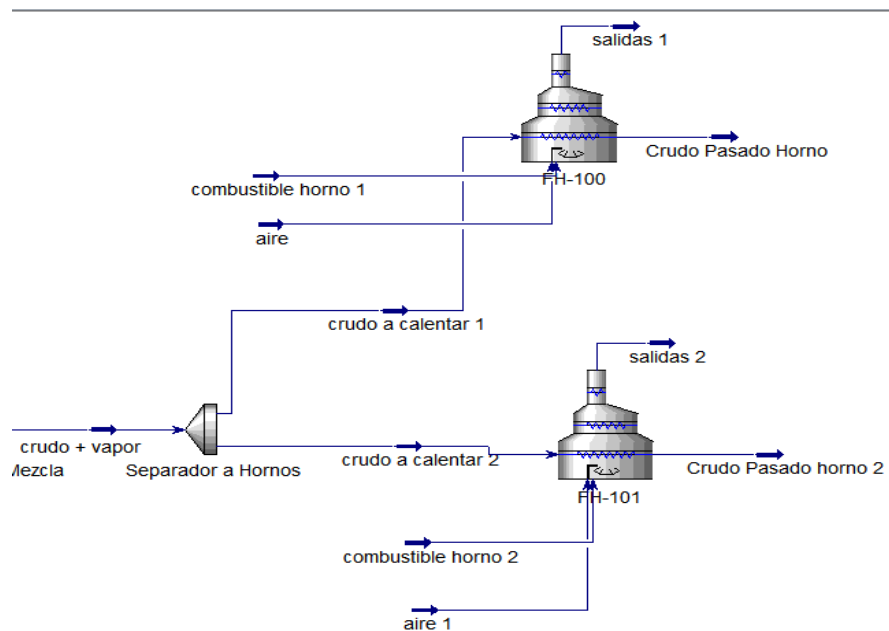 salidas 1
Crudo Pasado Horno
combustible horno 1
FH-100
aire
crudo a calentar 1
salidas 2
crudo + vapor
Mezcla
Separador a Hornos
crudo a calentar 2
Crudo Pasado horno 2
FH-101
combustible horno 2
aire 1